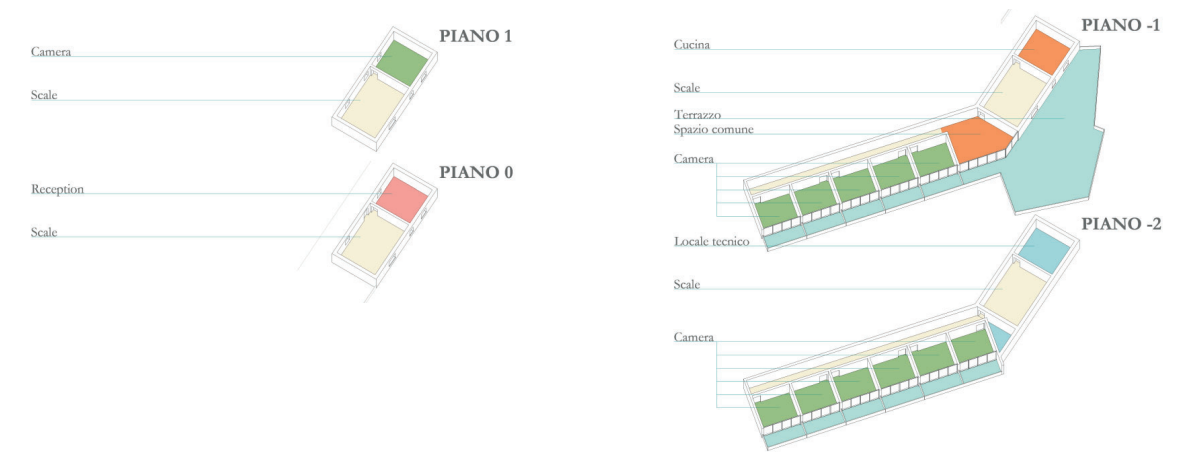 PIANO 1
Camera
Scale
PIANO 0
Reception
Scale
PIANO -1
Cucina
Scale
Terrazzo
Spazio comune
Camera
PIANO -2
Locale tecnico
Scale
Camera